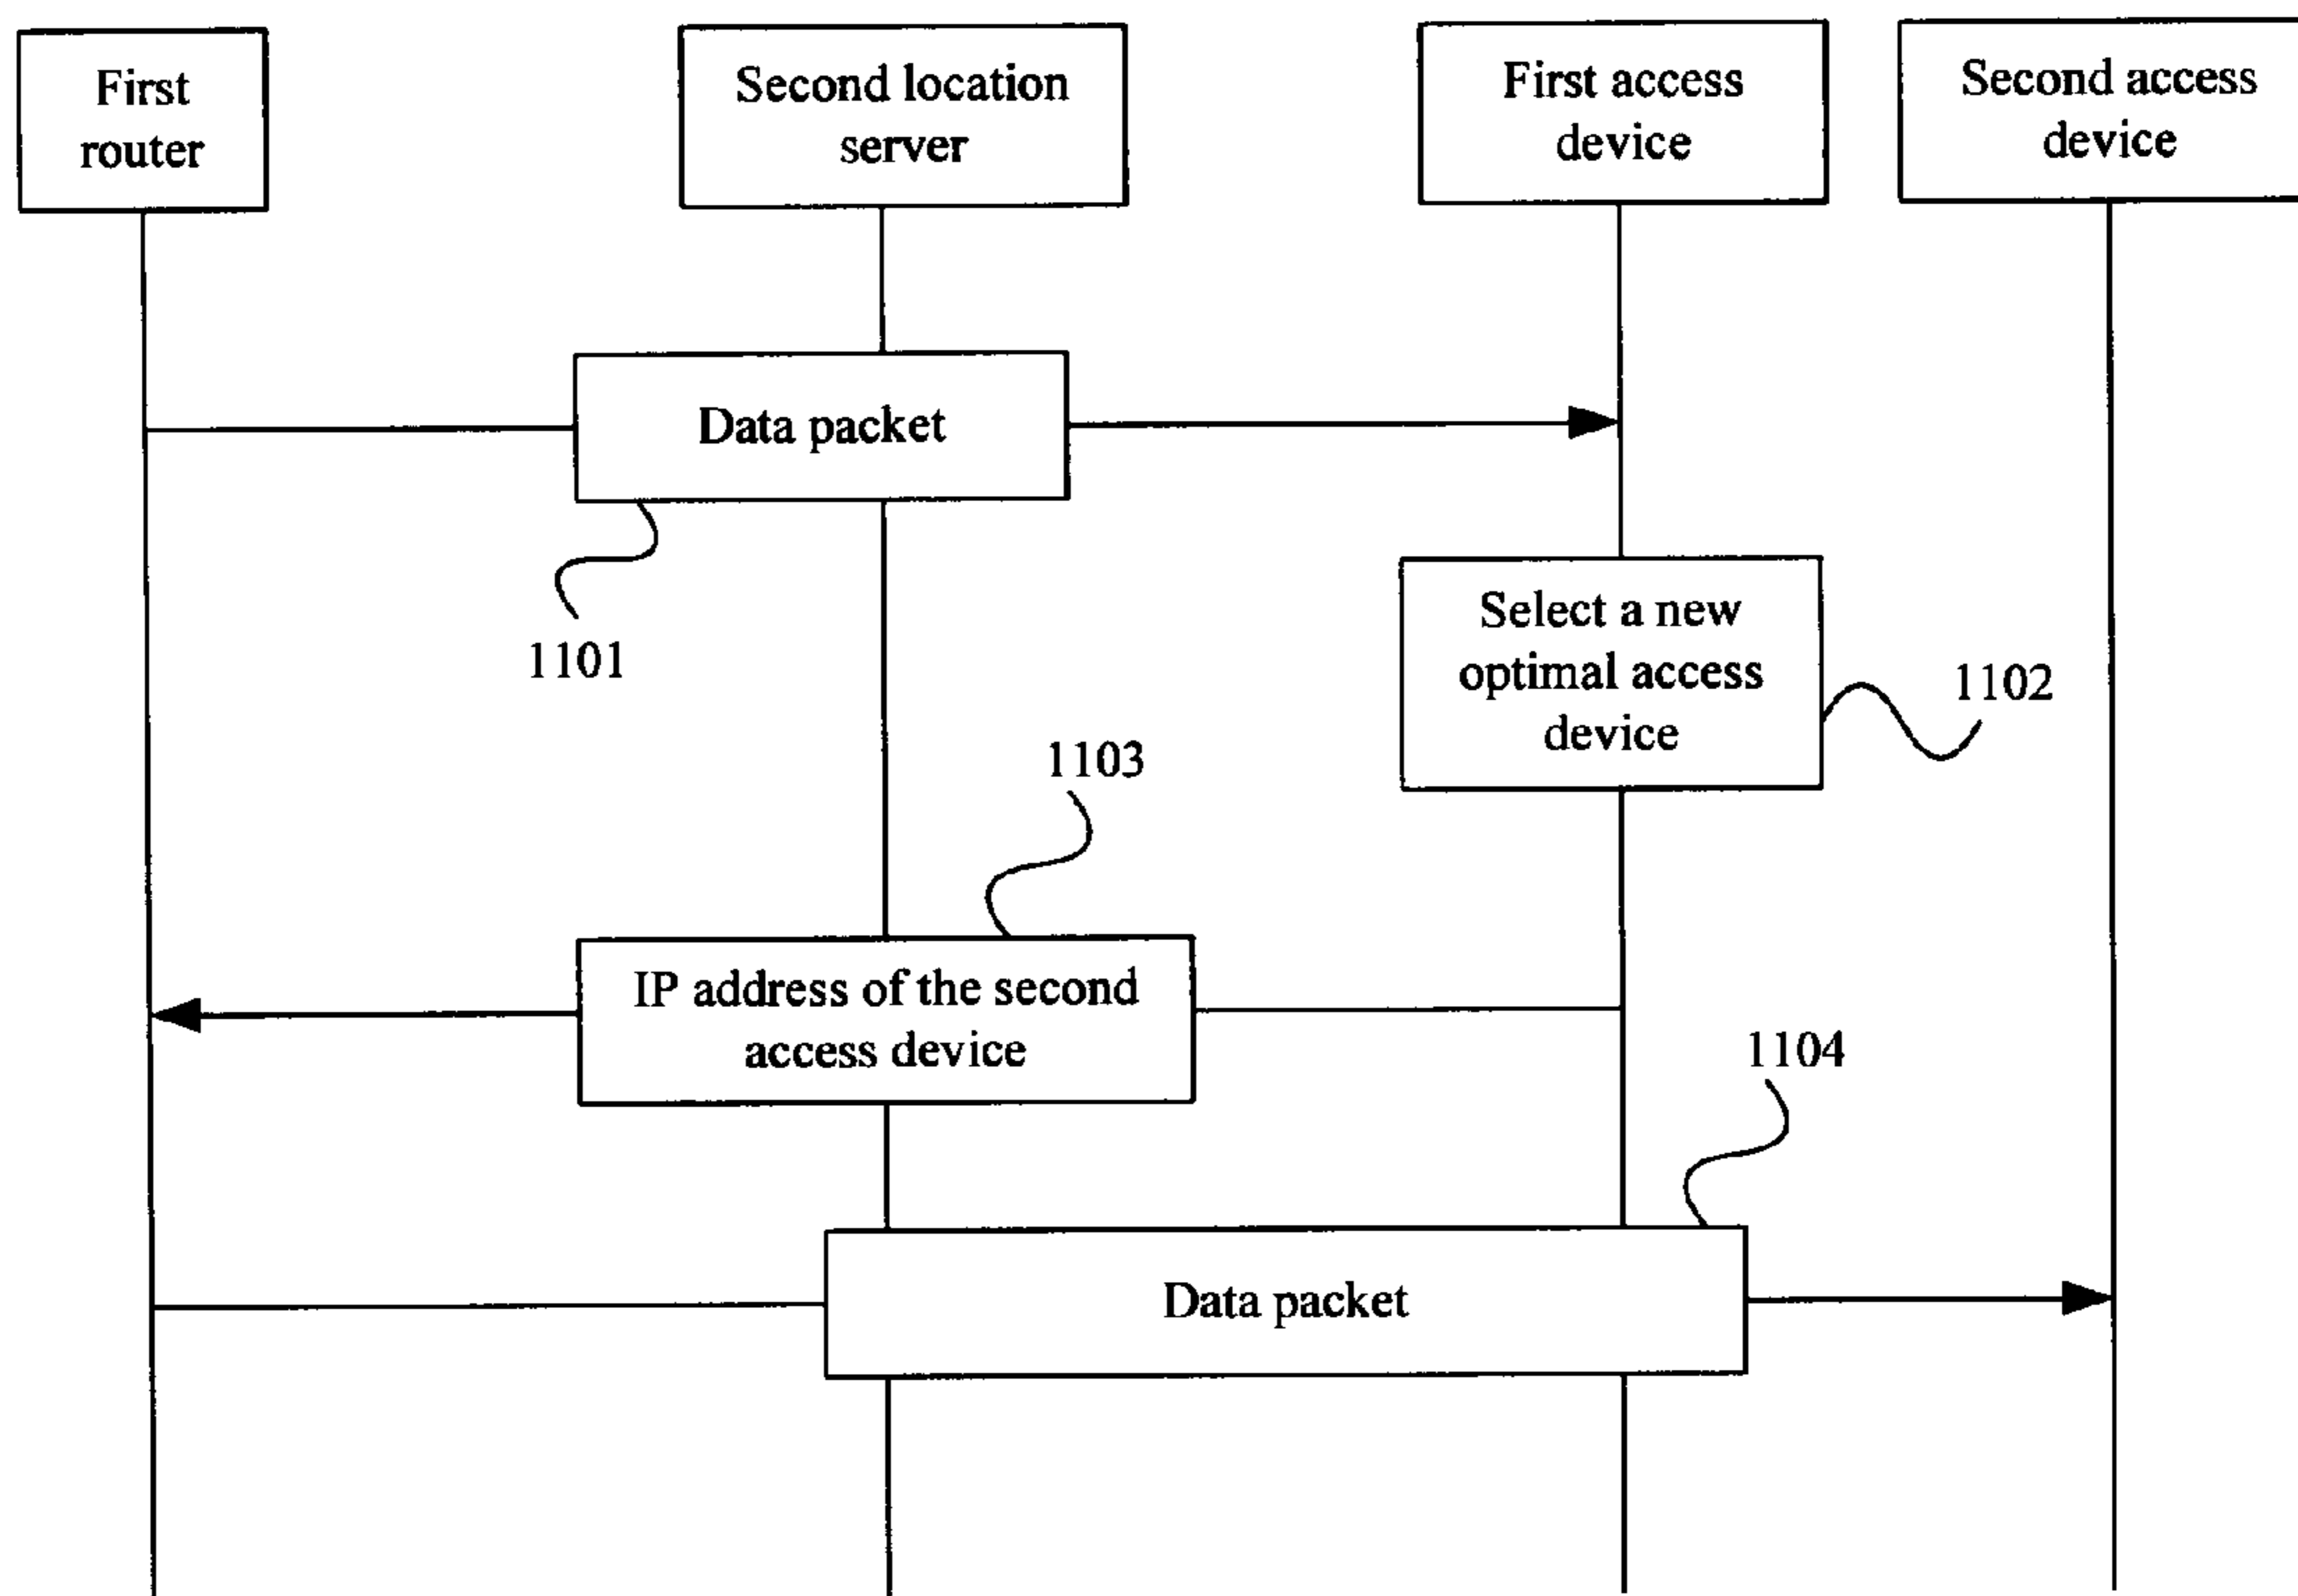 First
router
Second location
server
First access
device
Second access
device
Data packet
1101
Select a new
optimal access
device
1102
1103
IP address of the second
access device
1104
Data packet